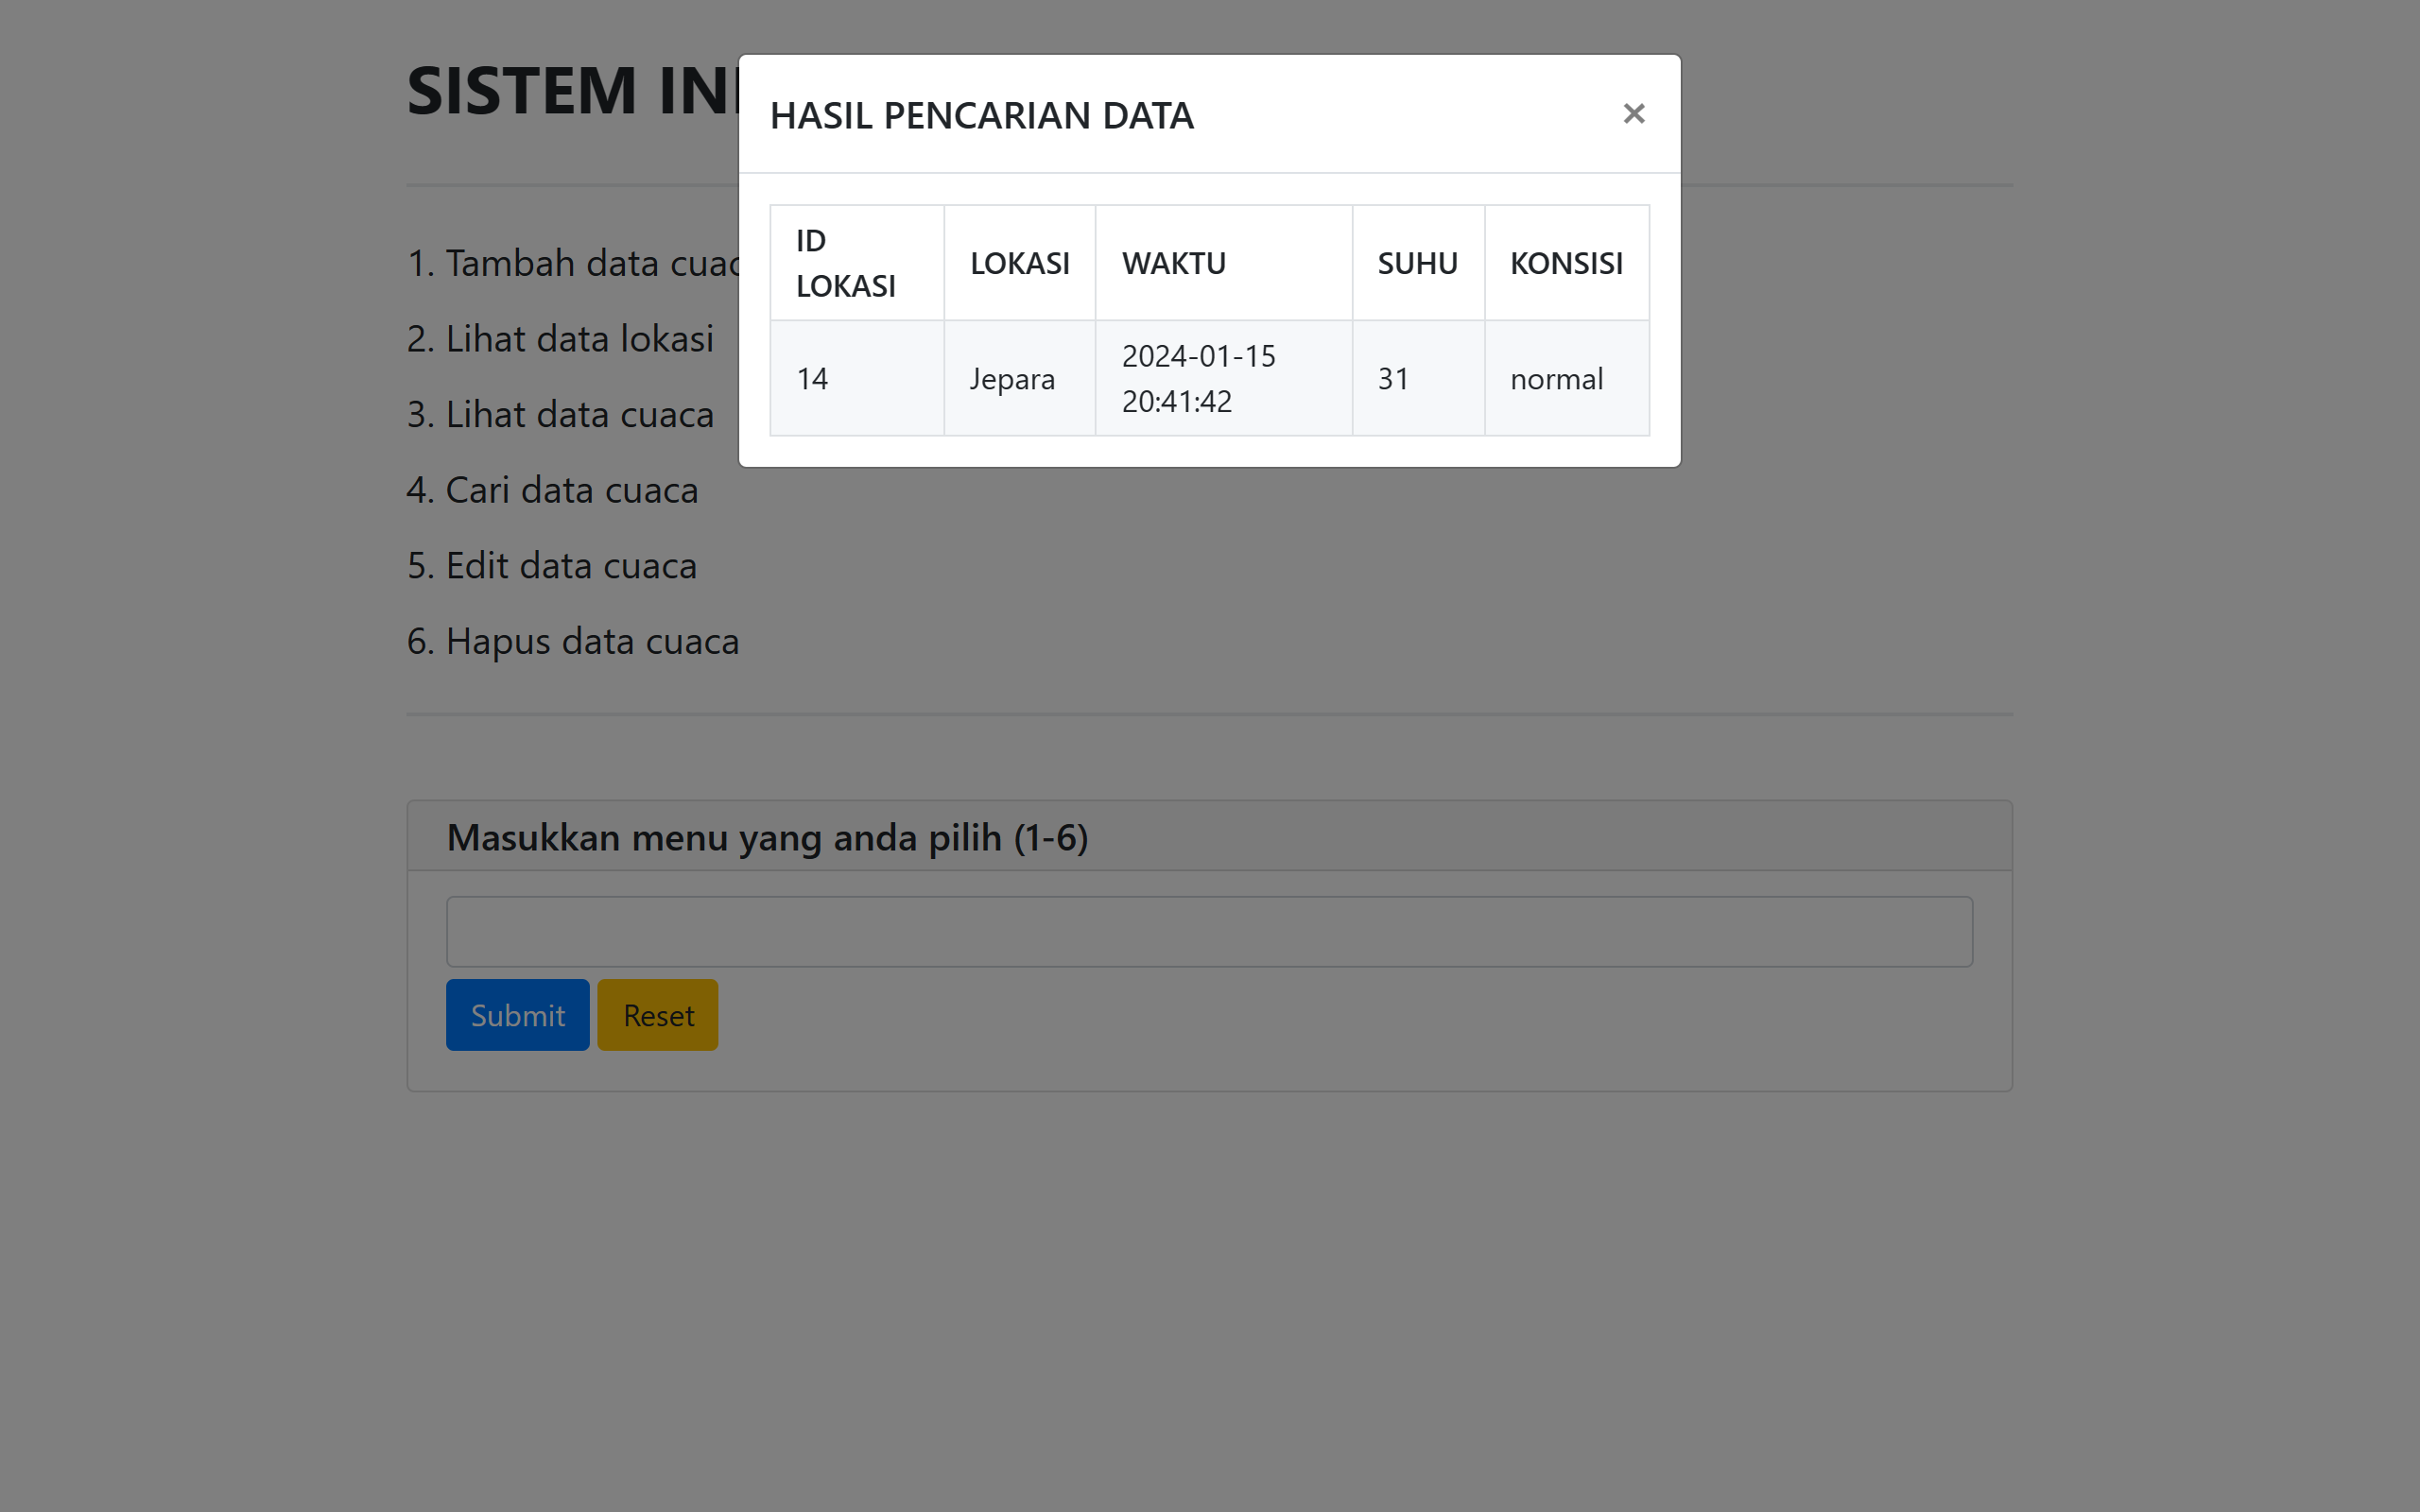 SISTEM
HASIL PENCARIAN DATA
×
ID
LOKASI
LOKASI
WAKTU
SUHU
KONSISI
14
Jepara
2024-01-15
20:41:42
31
normal
1. Tambah data
2. Lihat data lokasi
3. Lihat data cuaca
4. Cari data cuaca
5. Edit data cuaca
6. Hapus data cuaca
Masukkan menu yang anda pilih (1-6)
Submit Reset